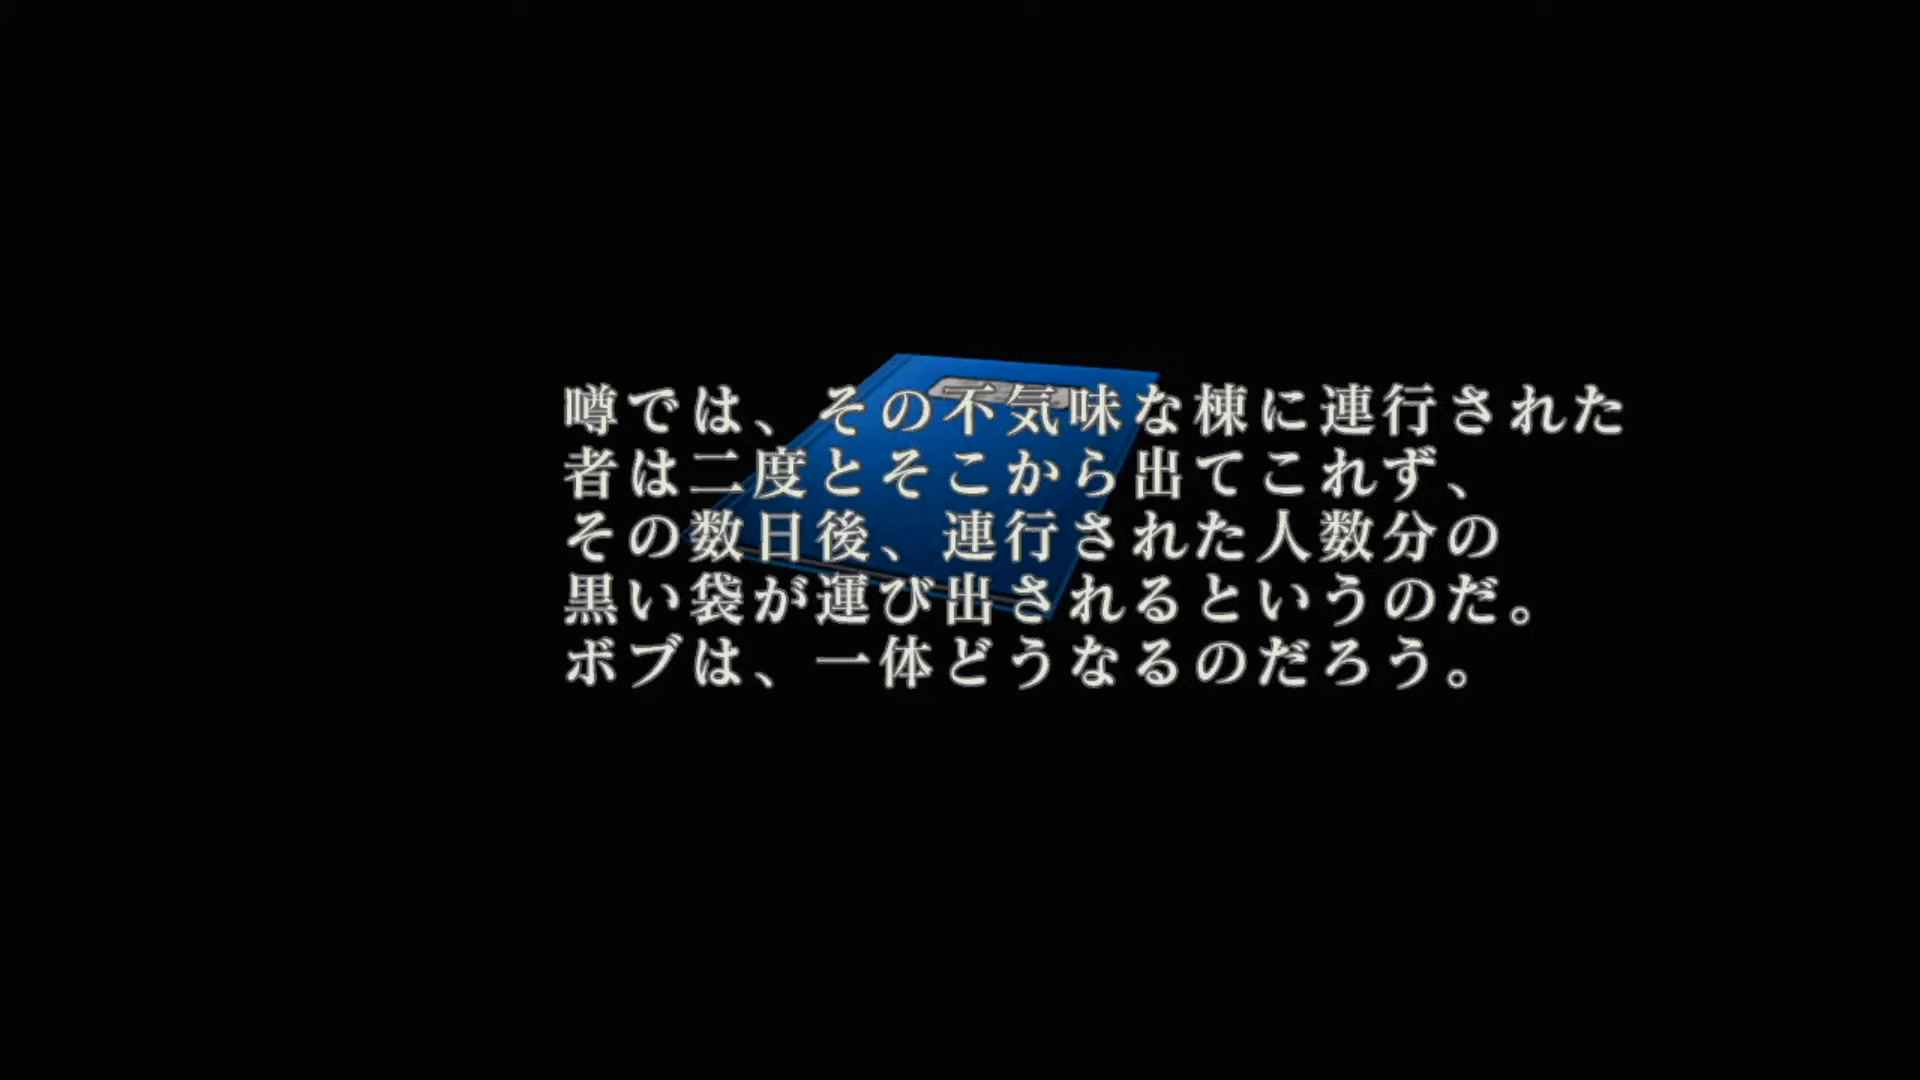 噂では、その不気味な棟に連行された
者は二度とそこから出てこれず、
その数日後、連行された人数分の
黒い袋が運び出されるというのだ。
ボブは、一体どうなるのだろう。